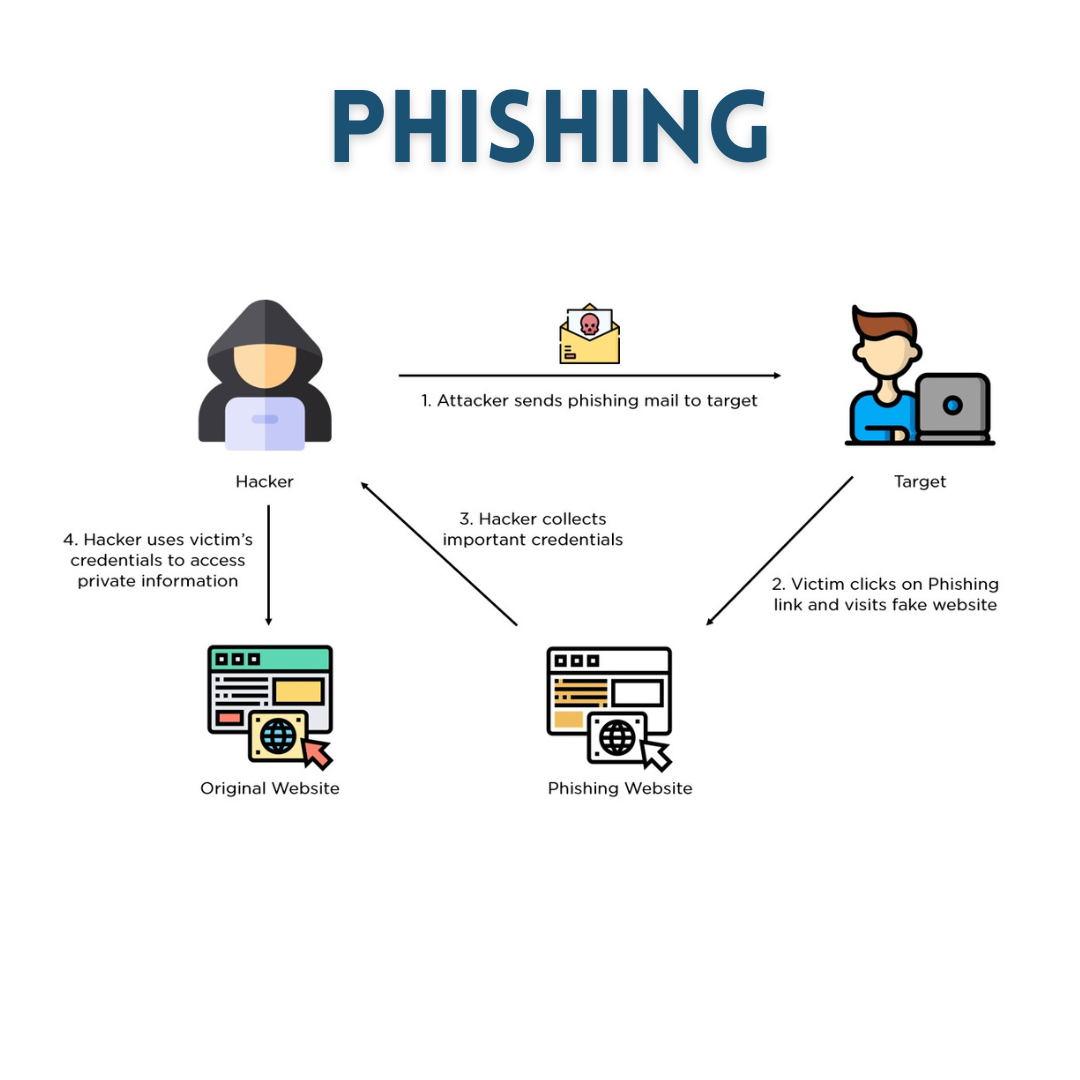 PHISHING
1. Attacker sends phishing mail to target
Hacker
Target
3. Hacker collects
important credentials
4. Hacker uses victim’s
credentials to access
private information
2. Victim clicks on Phishing
link and visits fake website
Original Website
Phishing Website